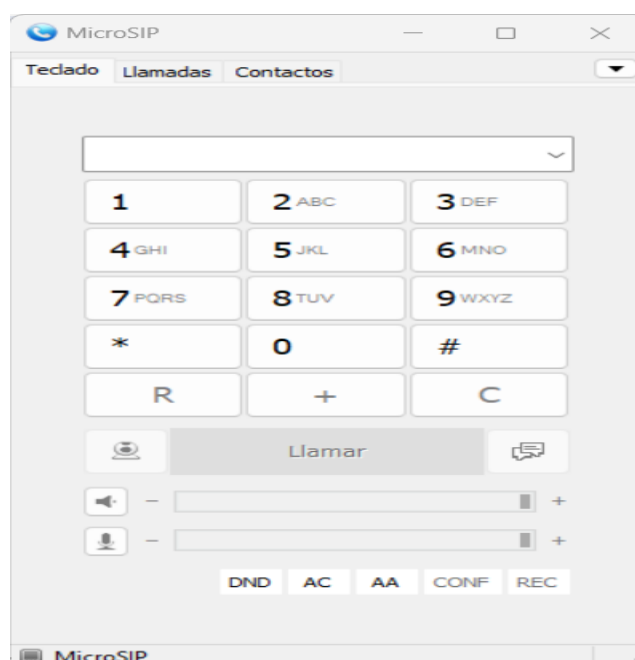 MicroSIP
Teclado Llamadas Contactos
1 2 ABC 3 DEF
4 GHI 5 JKL 6 MNO
7 PQRS 8 TUV 9 WXYZ
* 0 #
R + C
Llamar
- +
- +
DND AC AA CONF REC
MicroSIP